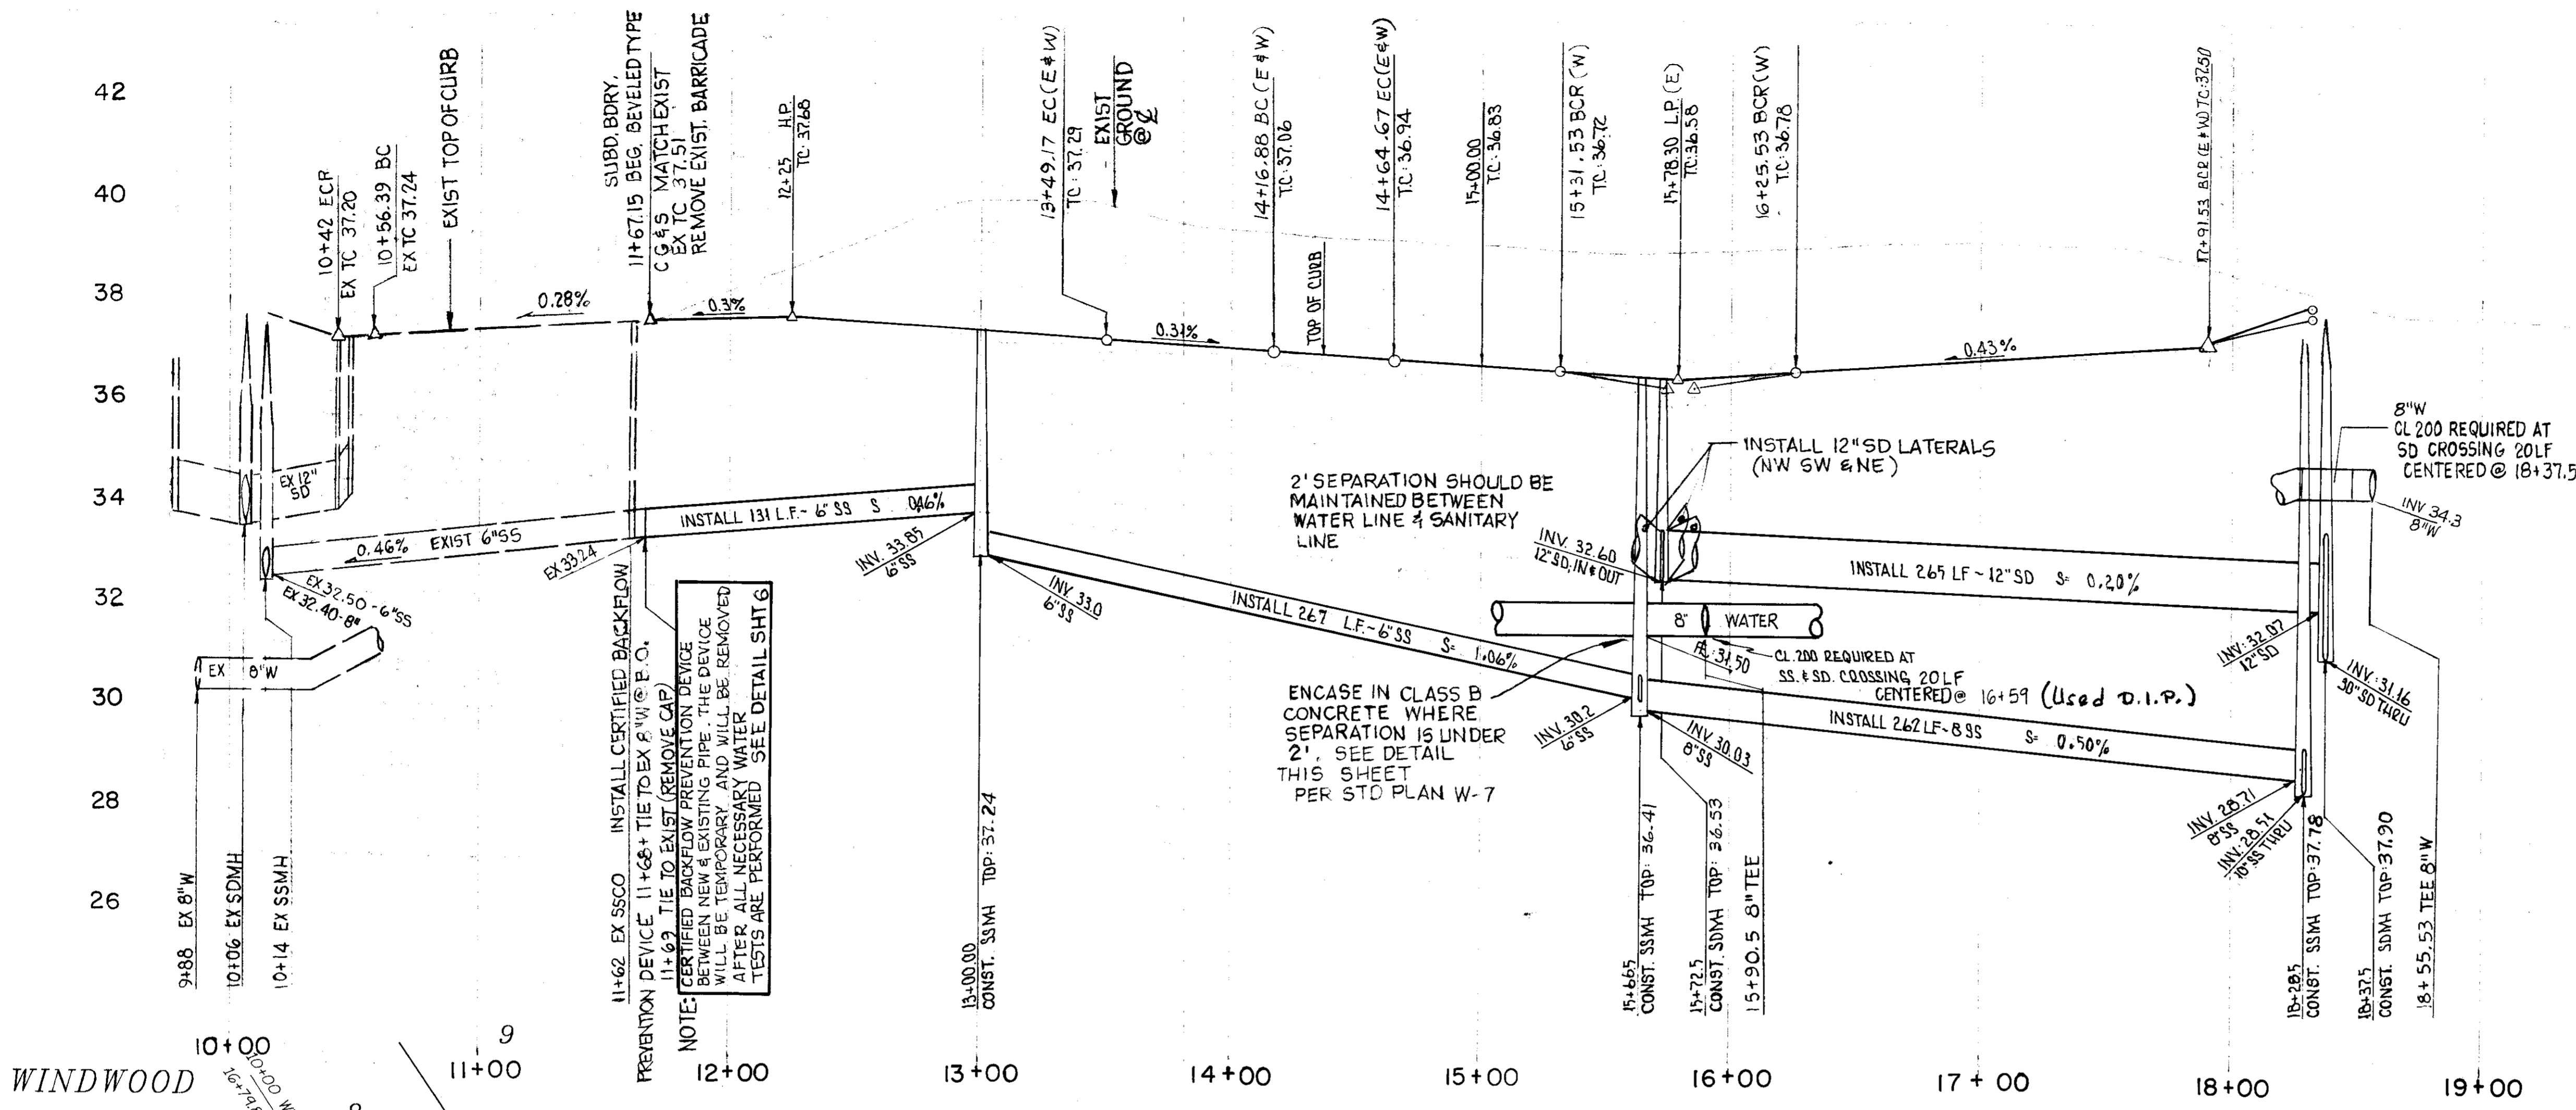 42
40
38
36
34
32
30
28
26
10+42 ECR
EX TC 37.20
10+56.39 BC
EX TC 37.24
EXIST TOP OF CURB
SUBD. BDRY,
11+67.15 BEG. BEVELED TYPE
C G & S MATCH EXIST
EX TC 37.51
REMOVE EXIST. BARRICADE
12+25 H.P.
TC: 37.68
13+49.17 EC (E & W)
TC: 37.29
EXIST
GROUND
@ ℄
14+16.88 BC (E & W)
TC: 37.06
TOP OF CURB
14+64.67 EC (E & W)
TC: 36.94
15+00.00
TC: 36.83
15+31.53 BCR (W)
TC: 36.72
15+78.30 L.P. (E)
TC: 36.58
16+25.53 BCR (W)
TC: 36.78
17+91.53 BCR (E & W) TC: 37.50
0.28%
0.3%
0.31%
0.43%
EX 12"
SD
0.46% EXIST 6"SS
EX 33.24
EX 32.50 - 6"SS
EX 32.40 - 8"
EX 8"W
INSTALL 131 L.F. ~ 6" SS S 0.46%
INV. 33.85
6"SS
INV. 33.0
6"SS
INSTALL 267 L.F. ~ 6"SS S= 1.06%
2' SEPARATION SHOULD BE
MAINTAINED BETWEEN
WATER LINE & SANITARY
LINE
INSTALL 12" SD LATERALS
(NW SW & NE)
INV. 32.60
12" SD, IN & OUT
INSTALL 265 LF ~ 12" SD S= 0.20%
8" WATER
FL: 31.50
CL. 200 REQUIRED AT
SS. & SD. CROSSING 20 LF
CENTERED @ 16+59 (Used D.I.P.)
ENCASE IN CLASS B
CONCRETE WHERE
SEPARATION IS UNDER
2'. SEE DETAIL
THIS SHEET
PER STD PLAN W-7
INV. 30.2
6"SS
INV 30.03
8"SS
INSTALL 262 LF - 8 SS S= 0.50%
8"W
CL 200 REQUIRED AT
SD CROSSING 20LF
CENTERED @ 18+37.5
INV 34.3
8"W
INV: 32.07
12"SD
INV: 31.16
30"SD THRU
INV. 28.71
8"SS
INV: 28.51
10"SS THRU
9+88 EX 8"W
10+06 EX SDMH
10+14 EX SSMH
11+62 EX SSCO INSTALL CERTIFIED BACKFLOW
PREVENTION DEVICE 11+68+ TIE TO EX 8"W @ B.O.
11+69 TIE TO EXIST (REMOVE CAP)
NOTE: CERTIFIED BACKFLOW PREVENTION DEVICE
BETWEEN NEW & EXISTING PIPE. THE DEVICE
WILL BE TEMPORARY AND WILL BE REMOVED
AFTER ALL NECESSARY WATER
TESTS ARE PERFORMED SEE DETAIL SHT 6
13+00.00
CONST. SSMH TOP: 37.24
15+66.5
CONST. SSMH TOP: 36.41
15+72.5
CONST. SDMH TOP: 36.53
15+90.5 8" TEE
18+28.5
CONST. SSMH TOP: 37.78
18+37.5
CONST. SDMH TOP: 37.90
18+55.53 TEE 8"W
10+00
11+00
12+00
13+00
14+00
15+00
16+00
17+00
18+00
19+00
WINDWOOD
9
10+00